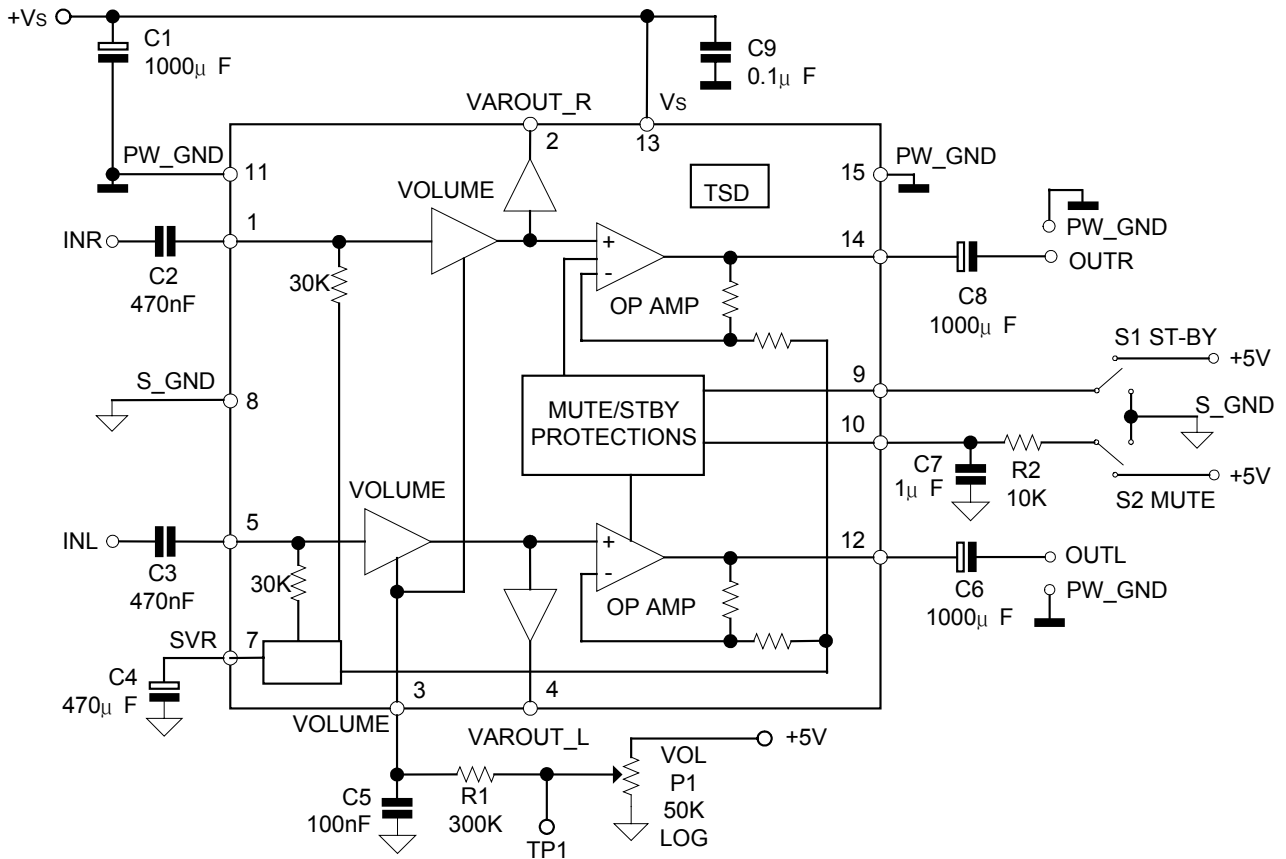 +VS
C1
1000μ F
C9
0.1μ F
VAROUT_R
VS
2
13
PW_GND
11
VOLUME
TSD
15
PW_GND
PW_GND
INR
1
C2
470nF
30K
+
-
OP AMP
14
OUTR
C8
1000μ F
S1 ST-BY
+5V
S_GND
8
MUTE/STBY
PROTECTIONS
9
10
S_GND
C7
1μ F
R2
10K
+5V
S2 MUTE
VOLUME
INL
5
C3
470nF
30K
+
-
OP AMP
12
OUTL
C6
1000μ F
PW_GND
SVR
7
C4
470μ F
3
4
VOLUME
VAROUT_L
+5V
C5
100nF
R1
300K
VOL
P1
50K
LOG
TP1